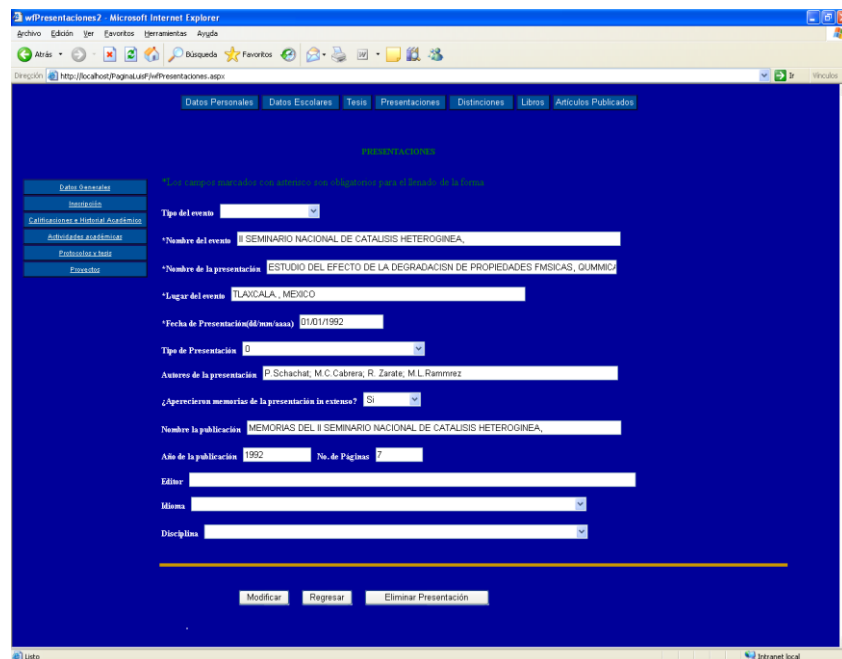 wfPresentaciones2 - Microsoft Internet Explorer
Archivo Edición Ver Favoritos Herramientas Ayuda
Atrás Búsqueda Favoritos
Dirección http://localhost/PaginaLuisF/wfPresentaciones.aspx Ir Vínculos
Datos Personales Datos Escolares Tesis Presentaciones Distinciones Libros Artículos Publicados
PRESENTACIONES
*Los campos marcados con asterisco son obligatorios para el llenado de la forma
Datos Generales
Inscripción
Calificaciones e Historial Académico
Actividades académicas
Protocolos y tesis
Proyectos
Tipo del evento
*Nombre del evento II SEMINARIO NACIONAL DE CATALISIS HETEROGINEA,
*Nombre de la presentación ESTUDIO DEL EFECTO DE LA DEGRADACISN DE PROPIEDADES FMSICAS, QUMMICA
*Lugar del evento TLAXCALA., MEXICO
*Fecha de Presentación(dd/mm/aaaa) 01/01/1992
Tipo de Presentación 0
Autores de la presentación P.Schachat; M.C.Cabrera; R. Zarate; M.L.Rammrez
¿Aperecieron memorias de la presentación in extenso? Si
Nombre la publicación MEMORIAS DEL II SEMINARIO NACIONAL DE CATALISIS HETEROGINEA,
Año de la publicación 1992 No. de Páginas 7
Editor
Idioma
Disciplina
Modificar Regresar Eliminar Presentación
Listo Intranet local